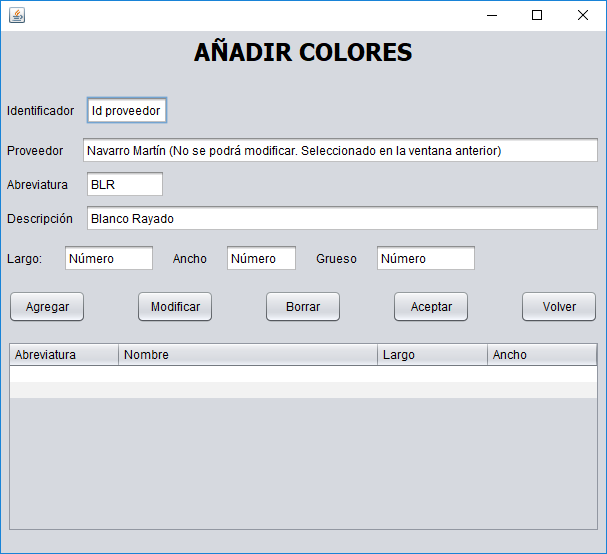 AÑADIR COLORES
Identificador Id proveedor
Proveedor Navarro Martín (No se podrá modificar. Seleccionado en la ventana anterior)
Abreviatura BLR
Descripción Blanco Rayado
Largo: Número Ancho Número Grueso Número
Agregar Modificar Borrar Aceptar Volver
Abreviatura Nombre Largo Ancho